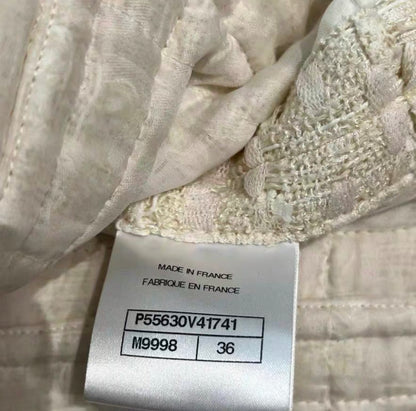 MADE IN FRANCE
FABRIQUE EN FRANCE
P55630V41741
M9998 36